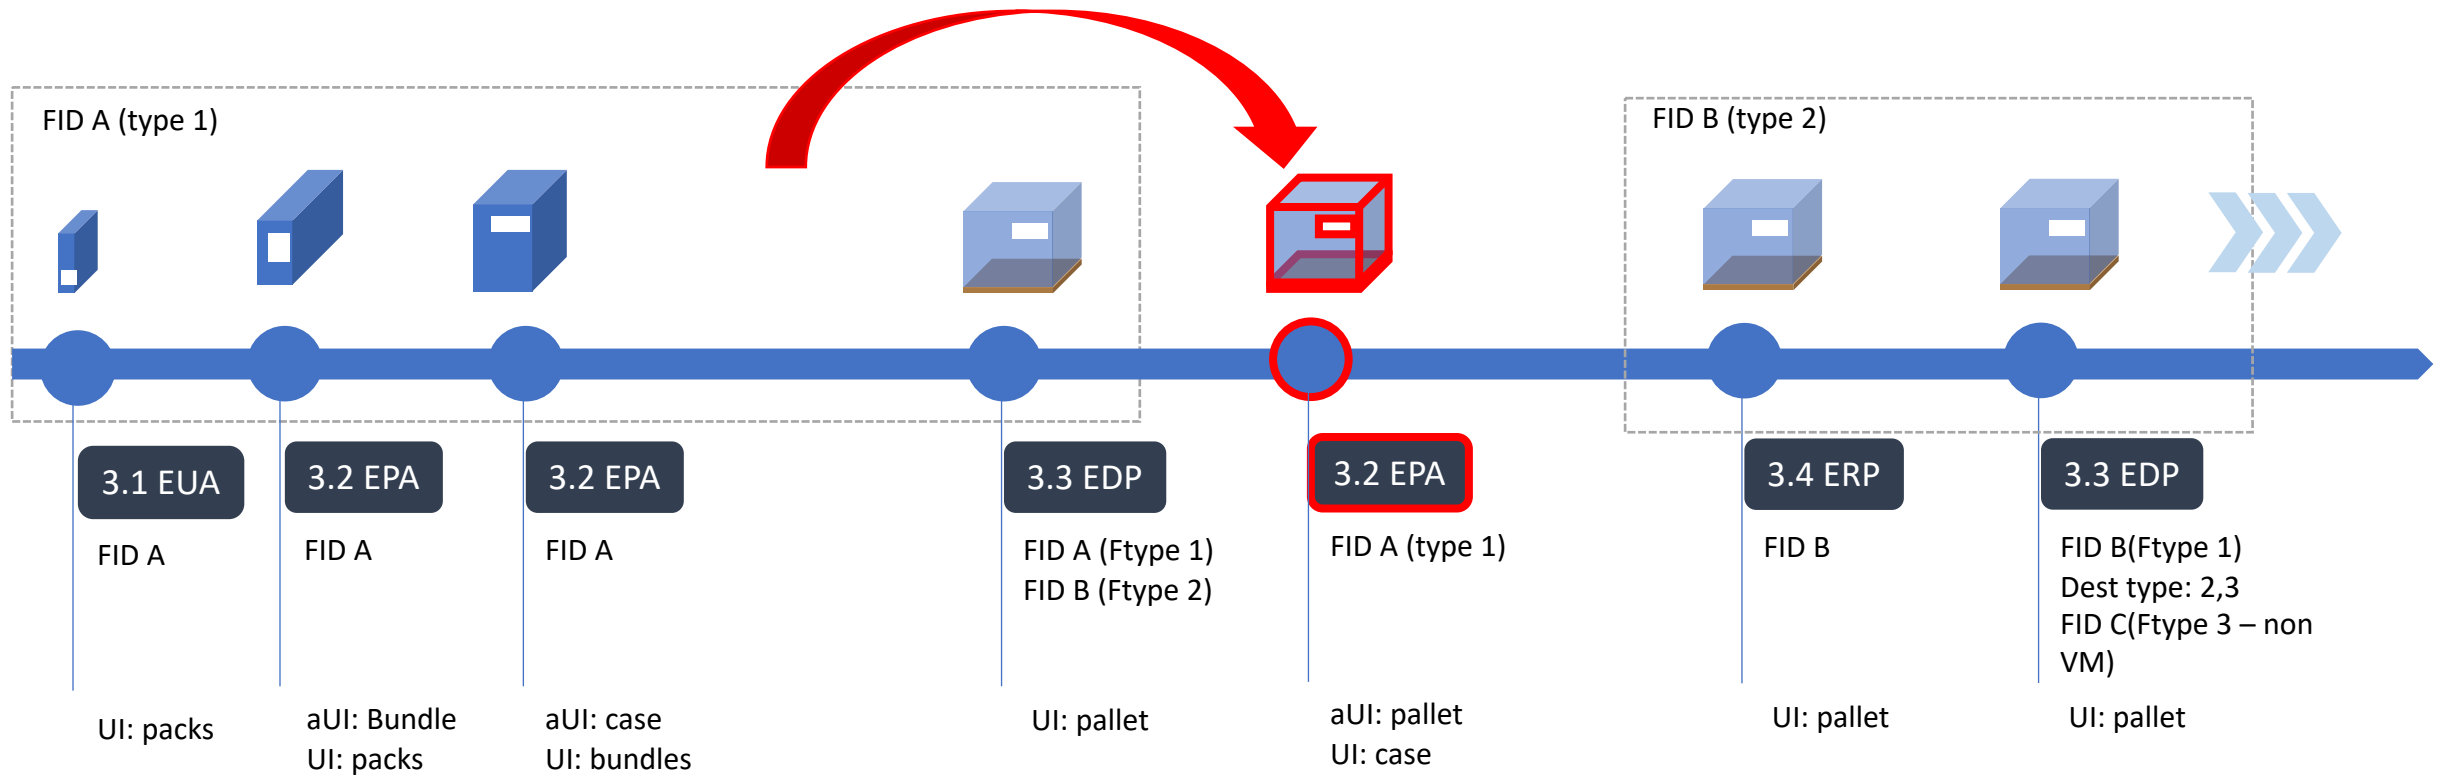 FID A (type 1)
FID B (type 2)
3.1 EUA
3.2 EPA
3.2 EPA
3.3 EDP
3.2 EPA
3.4 ERP
3.3 EDP
FID A
FID A
FID A
FID A (Ftype 1)
FID B (Ftype 2)
FID A (type 1)
FID B
FID B(Ftype 1)
Dest type: 2,3
FID C(Ftype 3 – non
VM)
UI: packs
aUI: Bundle
UI: packs
aUI: case
UI: bundles
UI: pallet
aUI: pallet
UI: case
UI: pallet
UI: pallet